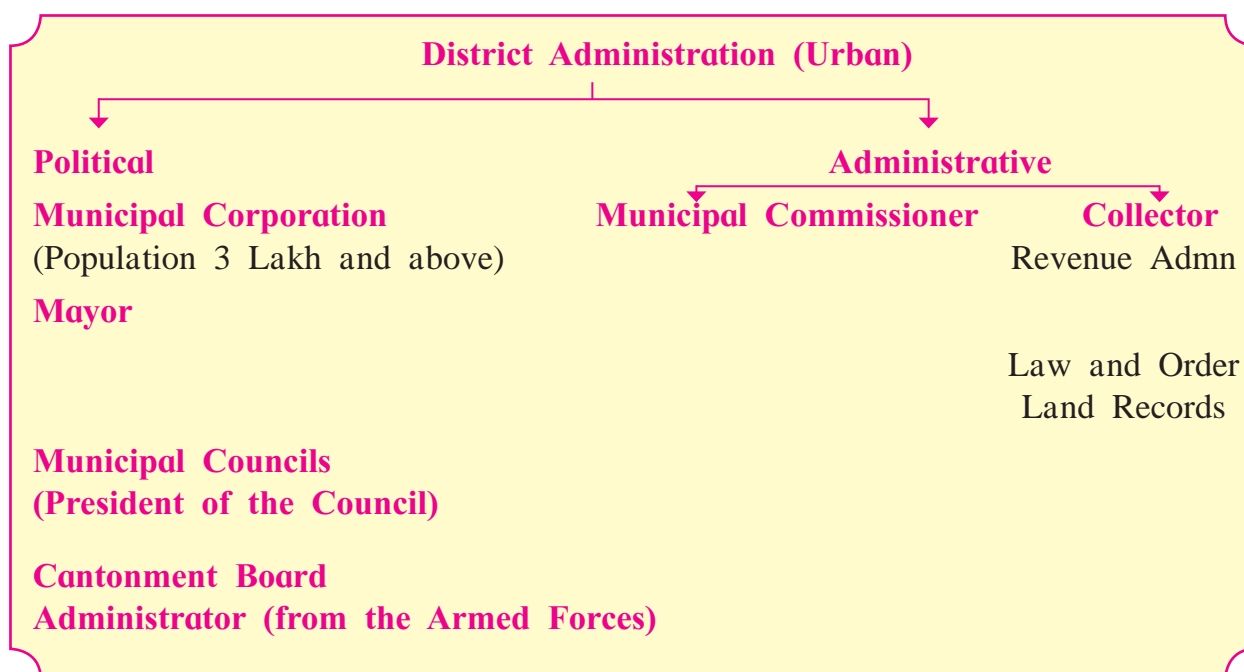 District Administration (Urban)
Political
Administrative
Municipal Corporation
Municipal Commissioner
Collector
(Population 3 Lakh and above)
Revenue Admn
Mayor
Law and Order
Land Records
Municipal Councils
(President of the Council)
Cantonment Board
Administrator (from the Armed Forces)